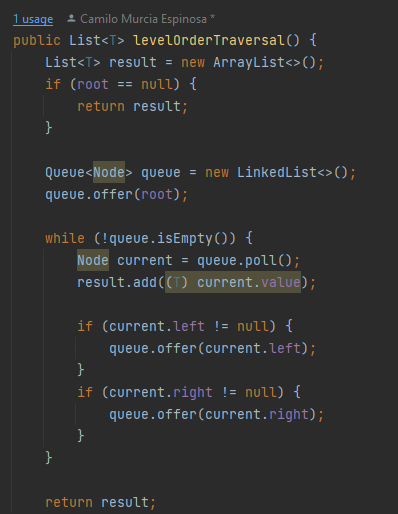 1 usage Camilo Murcia Espinosa *
public List<T> levelOrderTraversal() {
    List<T> result = new ArrayList<>();
    if (root == null) {
        return result;
    }

    Queue<Node> queue = new LinkedList<>();
    queue.offer(root);

    while (!queue.isEmpty()) {
        Node current = queue.poll();
        result.add((T) current.value);

        if (current.left != null) {
            queue.offer(current.left);
        }
        if (current.right != null) {
            queue.offer(current.right);
        }
    }

    return result;